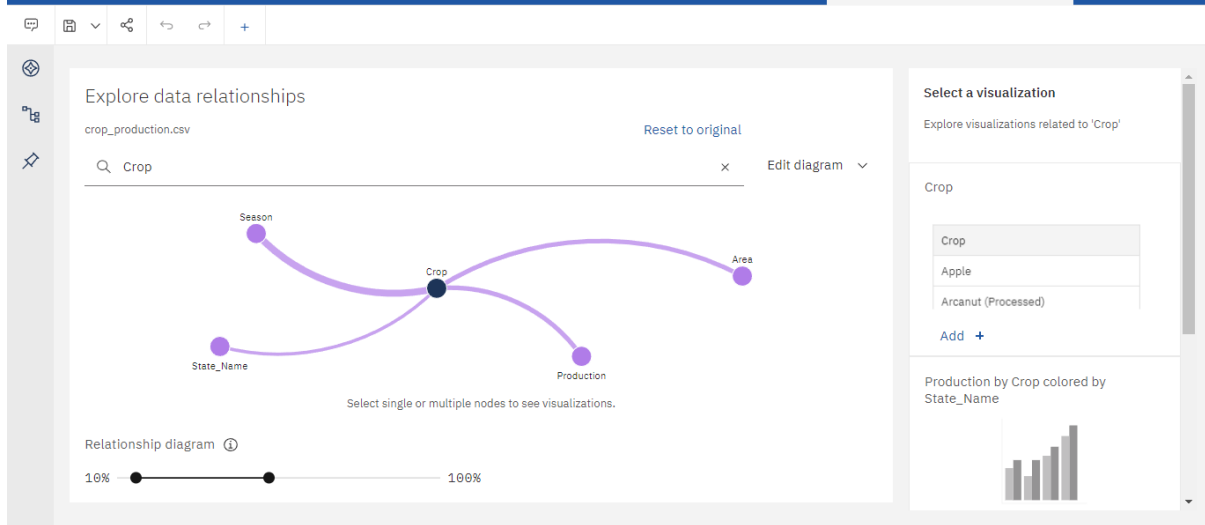 Explore data relationships
crop_production.csv
Reset to original
Crop
Edit diagram
Season
Crop
Area
State_Name
Production
Select single or multiple nodes to see visualizations.
Relationship diagram
10%
100%
Select a visualization
Explore visualizations related to 'Crop'
Crop
Crop
Apple
Arcanut (Processed)
Add +
Production by Crop colored by
State_Name